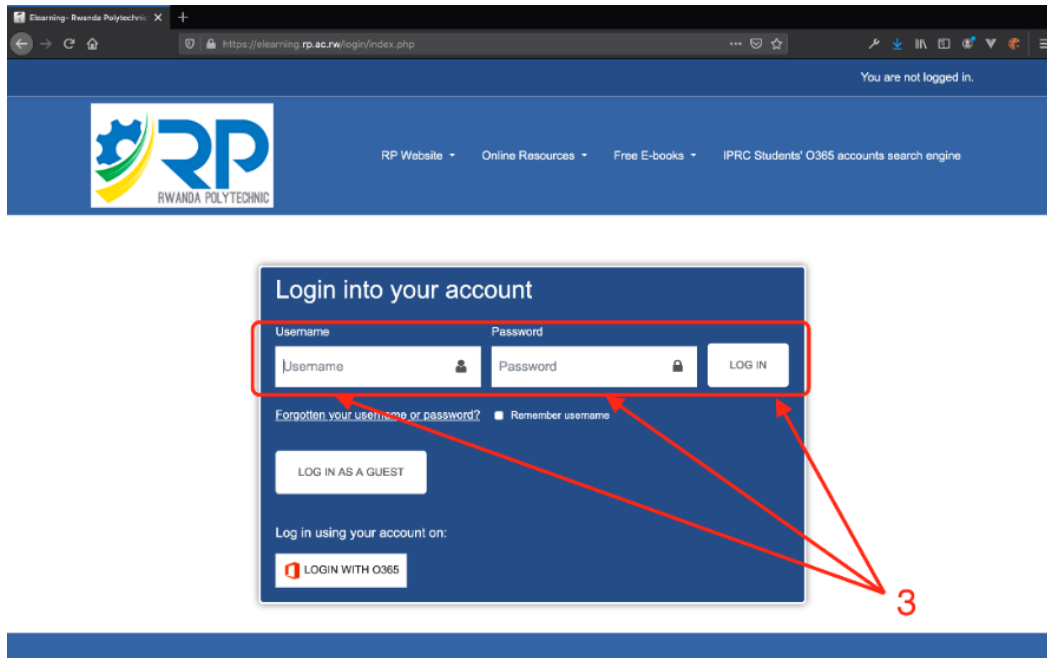 Elearning- Rwanda Polytechnic
https://elearning.rp.ac.rw/login/index.php
You are not logged in.
RP
RWANDA POLYTECHNIC
RP Website Online Resources Free E-books IPRC Students' O365 accounts search engine
Login into your account
Username Password
Username Password LOG IN
Forgotten your username or password? Remember username
LOG IN AS A GUEST
Log in using your account on:
LOGIN WITH O365
3